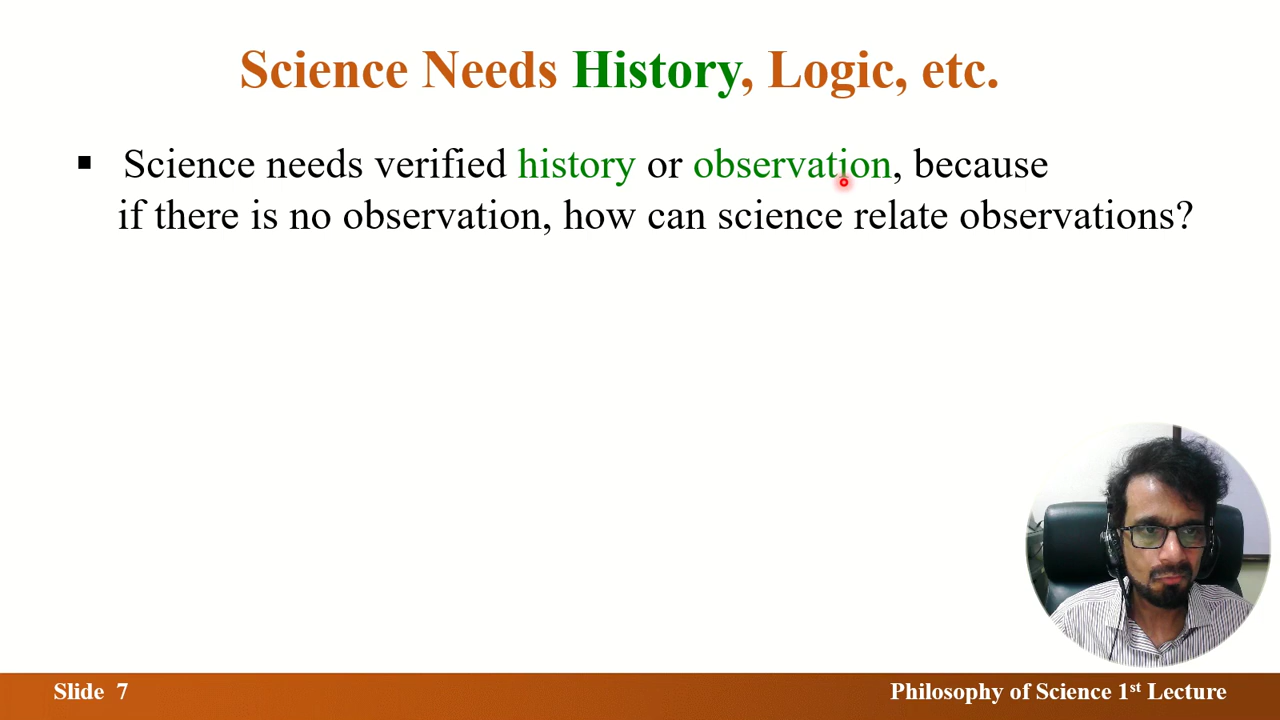 Science Needs History, Logic, etc.
▪ Science needs verified history or observation, because
if there is no observation, how can science relate observations?
Slide 7
Philosophy of Science 1st Lecture